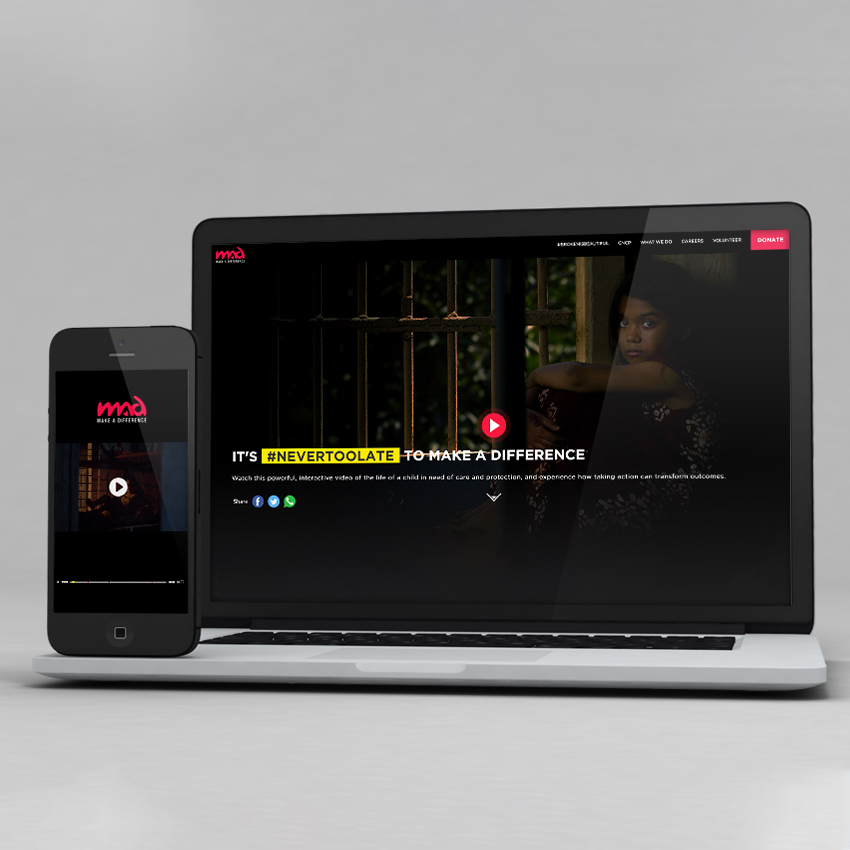 mad
MAKE A DIFFERENCE
#BROKENISBEAUTIFUL CNCP WHAT WE DO CAREERS VOLUNTEER DONATE
IT'S #NEVERTOOLATE TO MAKE A DIFFERENCE
Watch this powerful, interactive video of the life of a child in need of care and protection, and experience how taking action can transform outcomes.
Share
mad
MAKE A DIFFERENCE